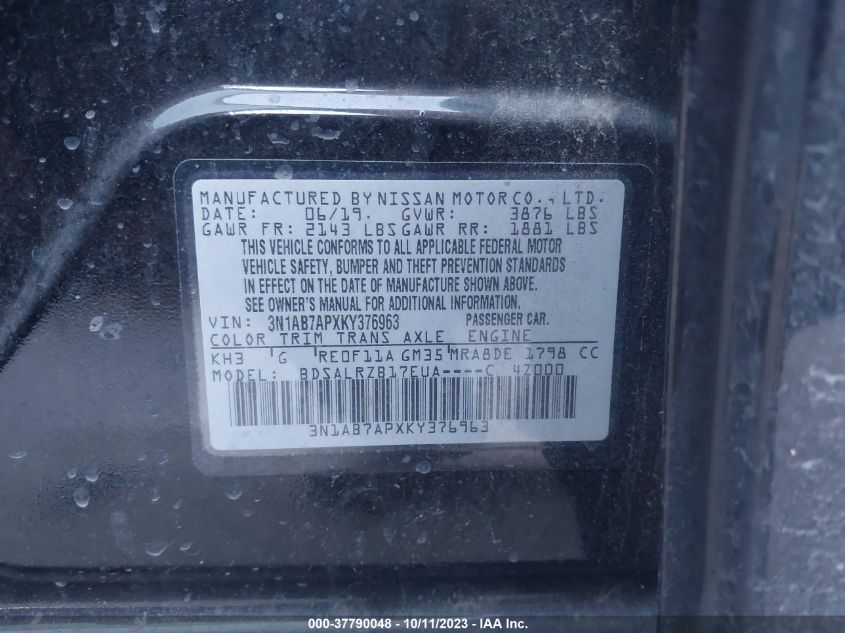 MANUFACTURED BY NISSAN MOTOR CO., LTD.
DATE: 06/19. GVWR: 3876 LBS
GAWR FR: 2143 LBS GAWR RR: 1881 LBS
THIS VEHICLE CONFORMS TO ALL APPLICABLE FEDERAL MOTOR
VEHICLE SAFETY, BUMPER AND THEFT PREVENTION STANDARDS
IN EFFECT ON THE DATE OF MANUFACTURE SHOWN ABOVE.
SEE OWNER'S MANUAL FOR ADDITIONAL INFORMATION.
VIN: 3N1AB7APXKY376963 PASSENGER CAR.
COLOR TRIM TRANS AXLE ENGINE
KH3 G RE0F11A GM35 MRA8DE 1798 CC
MODEL: BDSALRZB17EUA----C 4Z000
3N1AB7APXKY376963
000-37790048 - 10/11/2023 - IAA Inc.